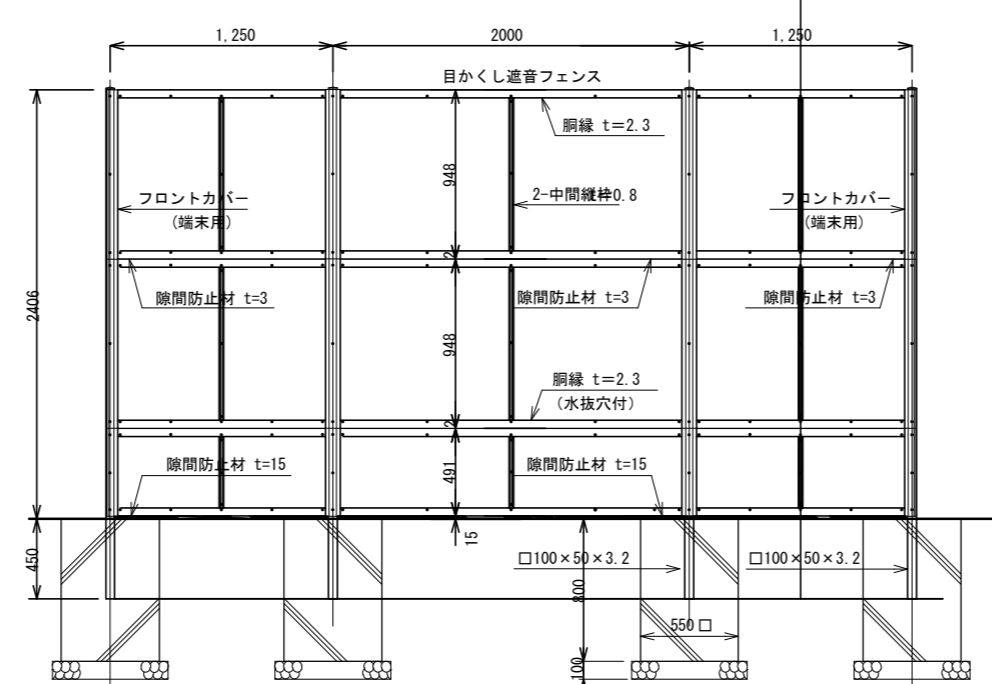 1,250
2000
1,250
目かくし遮音フェンス
胴縁 t=2.3
948
フロントカバー
(端末用)
2-中間縦枠
0.8
フロントカバー
(端末用)
2
隙間防止材 t=3
隙間防止材 t=3
隙間防止材 t=3
2406
948
胴縁 t=2.3
(水抜穴付)
2
隙間防止材 t=15
491
隙間防止材 t=15
15
450
□100×50×3.2
□100×50×3.2
800
550□
100